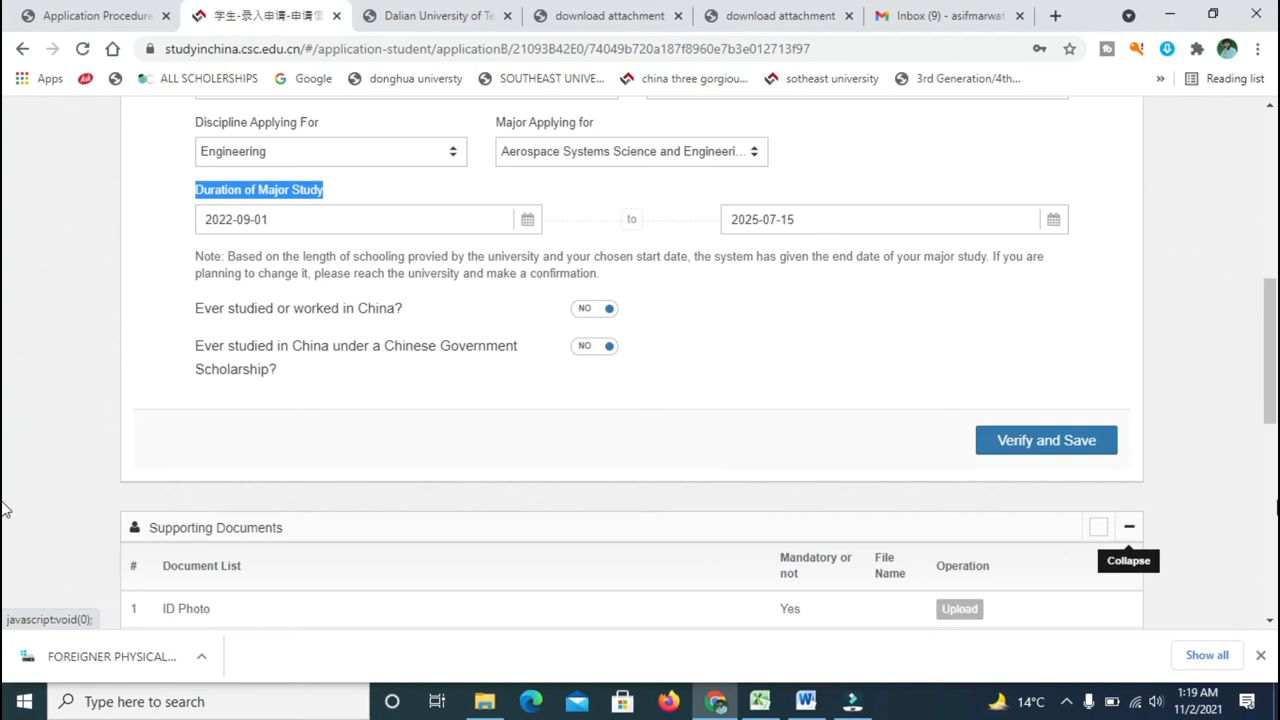 Application Procedure
学生-录入申请-申请信
Dalian University of Te
download attachment
download attachment
Inbox (9) - asifmarwat
studyinchina.csc.edu.cn/#/application-student/applicationB/21093B42E0/74049b720a187f8960e7b3e012713f97
Apps
ALL SCHOLARSHIPS
Google
donghua univesity
SOUTHEAST UNIVE...
china three gorgiou...
sotheast university
3rd Generation/4th...
»
Reading list
Discipline Applying For
Major Applying for
Engineering
Aerospace Systems Science and Engineeri...
Duration of Major Study
2022-09-01
to
2025-07-15
Note: Based on the length of schooling provied by the university and your chosen start date, the system has given the end date of your major study. If you are
planning to change it, please reach the university and make a confirmation.
Ever studied or worked in China?
NO
Ever studied in China under a Chinese Government
Scholarship?
NO
Verify and Save
Supporting Documents
Collapse
# Document List
Mandatory or
not
File
Name
Operation
1 ID Photo Yes Upload
javascript:void(0);
FOREIGNER PHYSICAL...
Show all
Type here to search
14°C
1:19 AM
11/2/2021